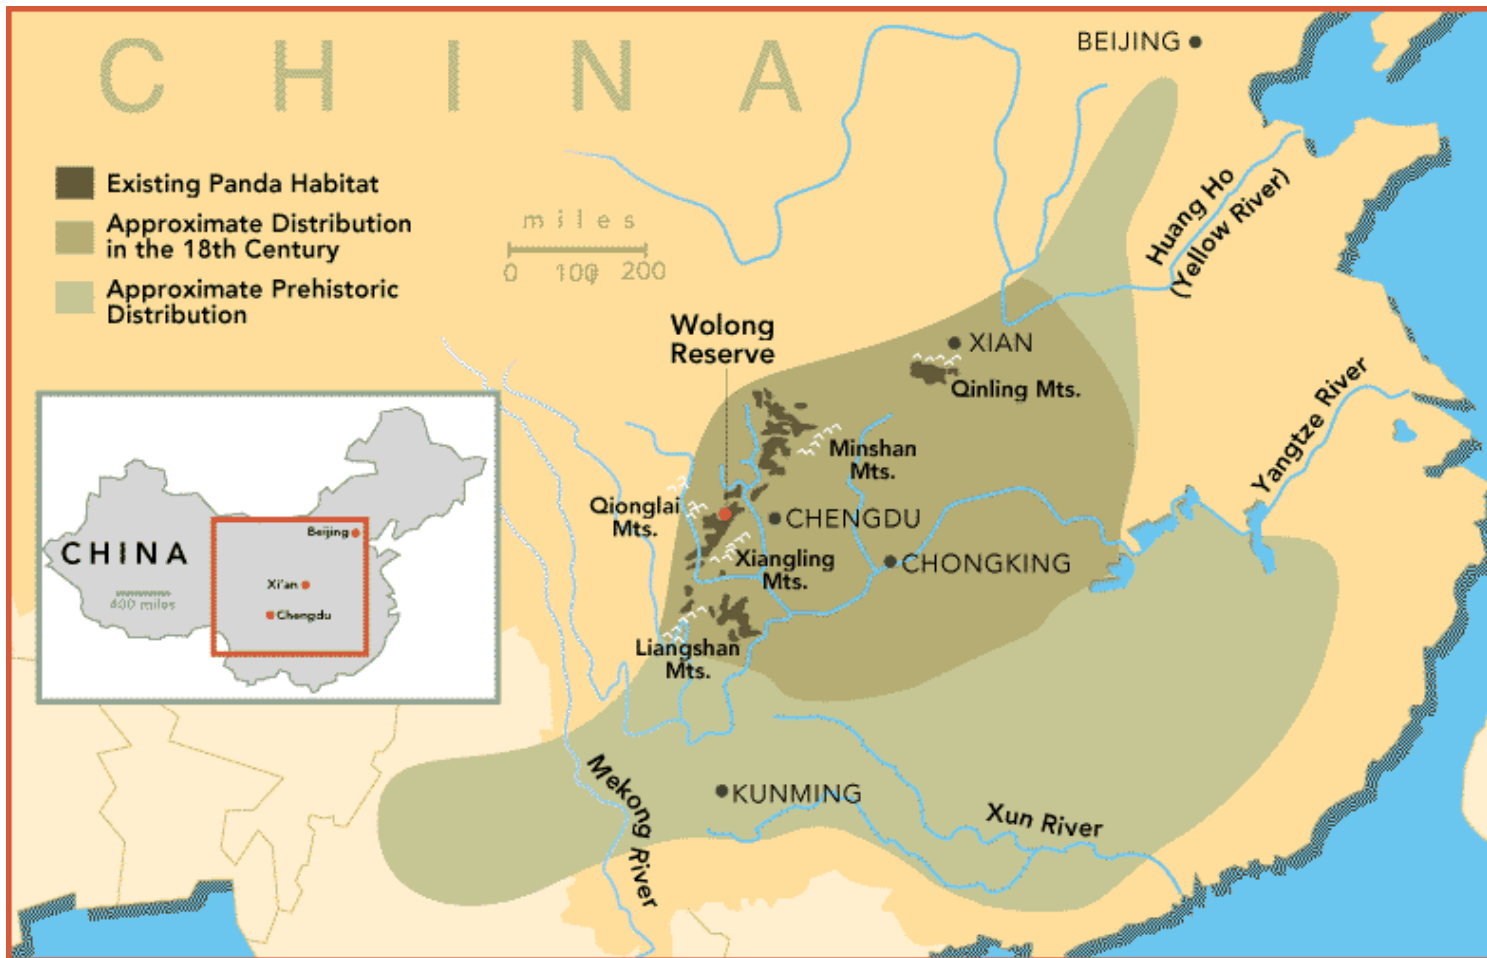 CHINA
BEIJING
Existing Panda Habitat
Approximate Distribution
in the 18th Century
Approximate Prehistoric
Distribution
miles
0 100 200
Huang Ho
(Yellow River)
Wolong
Reserve
XIAN
Qinling Mts.
Yangtze River
Minshan
Mts.
Qionglai
Mts.
CHENGDU
Xiangling
Mts.
CHONGKING
Liangshan
Mts.
CHINA
400 miles
Beijing
Xi'an
Chengdu
Mekong River
KUNMING
Xun River